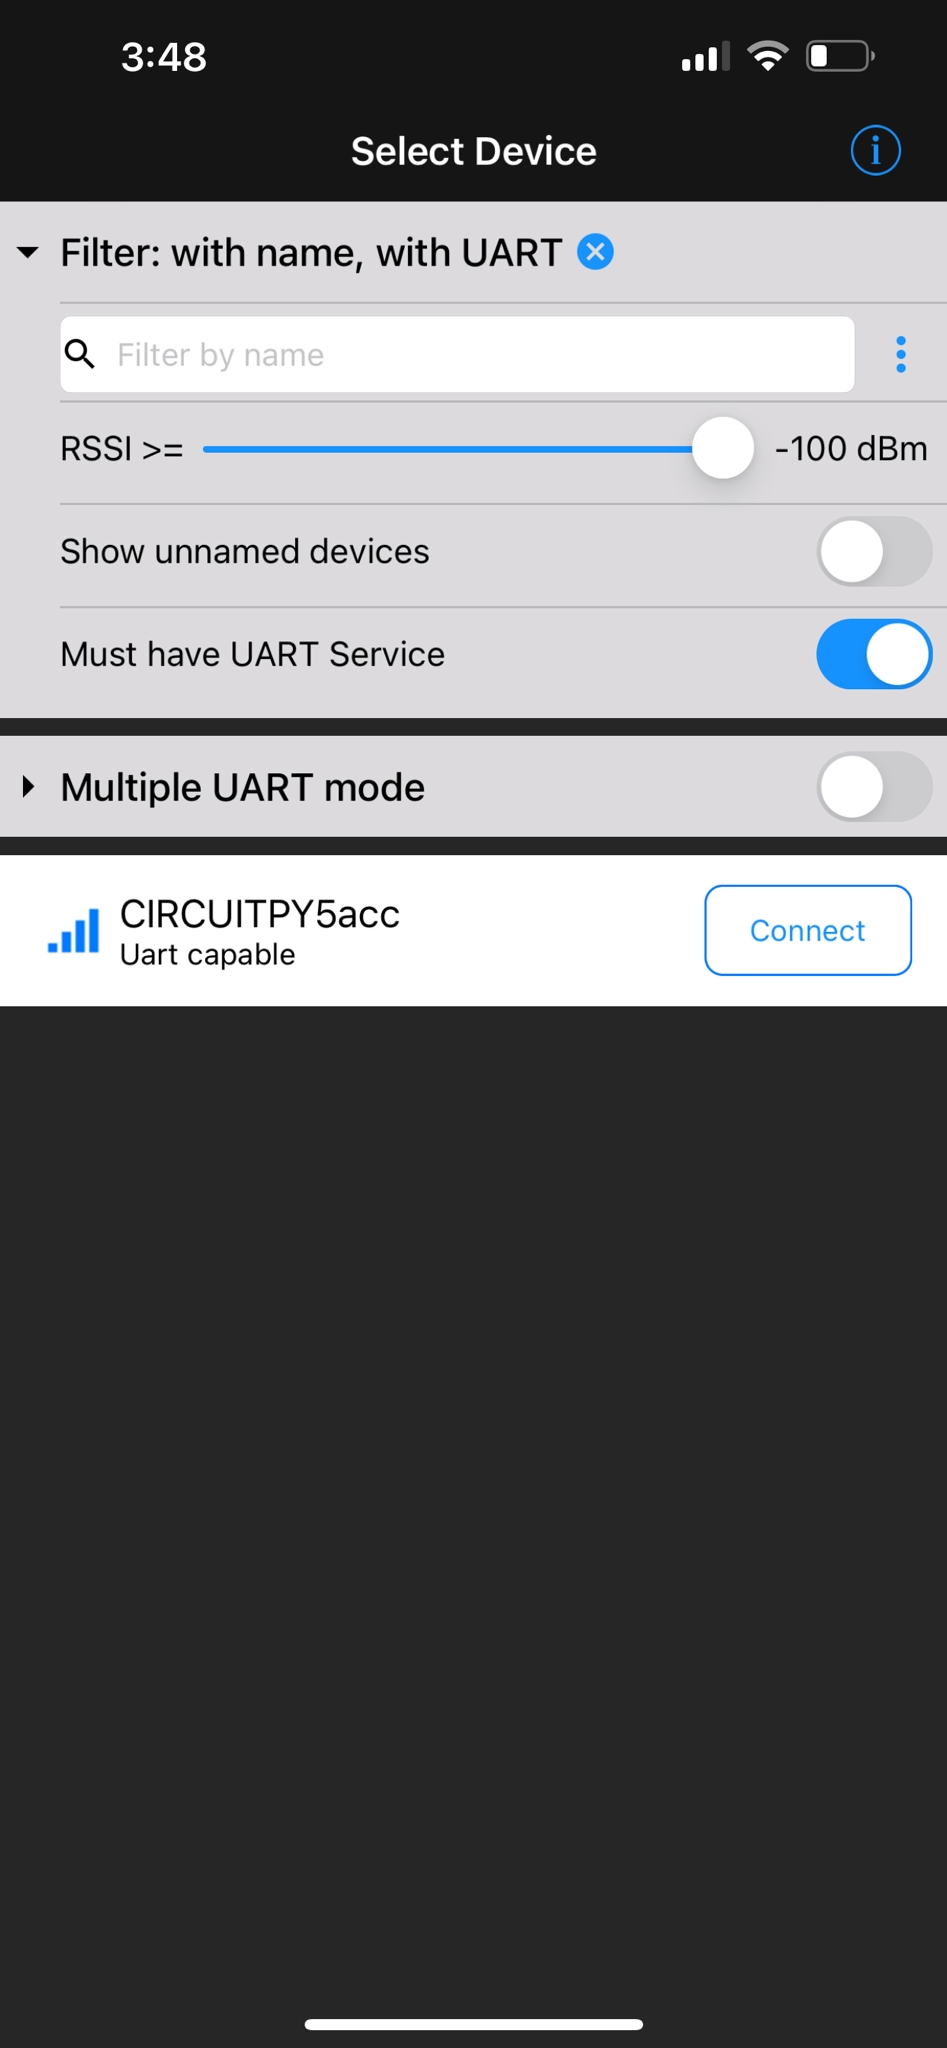 3:48
Select Device
Filter: with name, with UART
Filter by name
RSSI >= -100 dBm
Show unnamed devices
Must have UART Service
Multiple UART mode
CIRCUITPY5acc
Uart capable
Connect